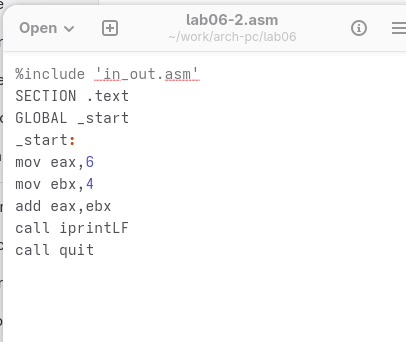 Open
lab06-2.asm
~/work/arch-pc/lab06
%include 'in_out.asm'
SECTION .text
GLOBAL _start
_start:
mov eax,6
mov ebx,4
add eax,ebx
call iprintLF
call quit